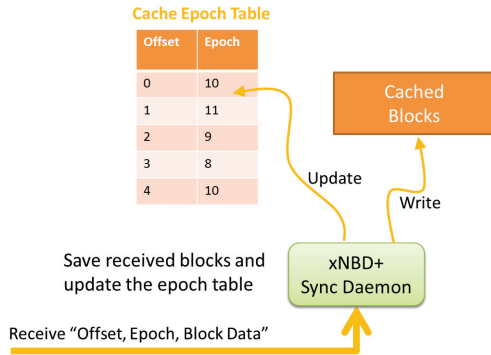 Cache Epoch Table
Offset Epoch
0 10
1 11
2 9
3 8
4 10
Cached
Blocks
Update
Write
Save received blocks and
update the epoch table
xNBD+
Sync Daemon
Receive “Offset, Epoch, Block Data”